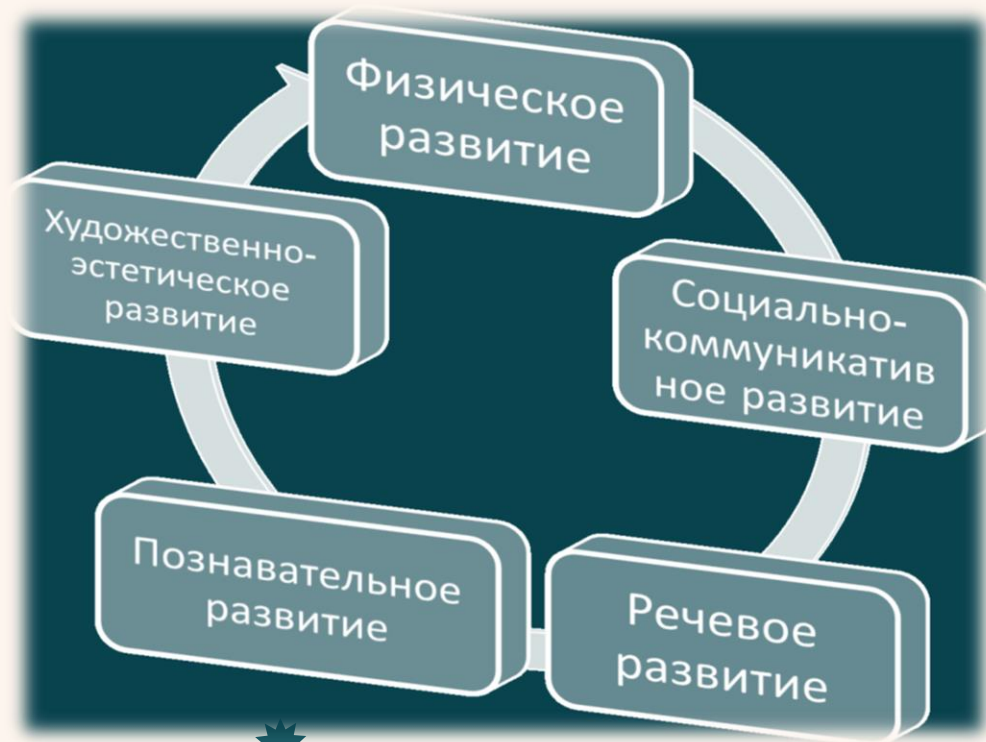 Физическое
развитие
Социально-
коммуникатив
ное развитие
Речевое
развитие
Познавательное
развитие
Художественно-
эстетическое
развитие